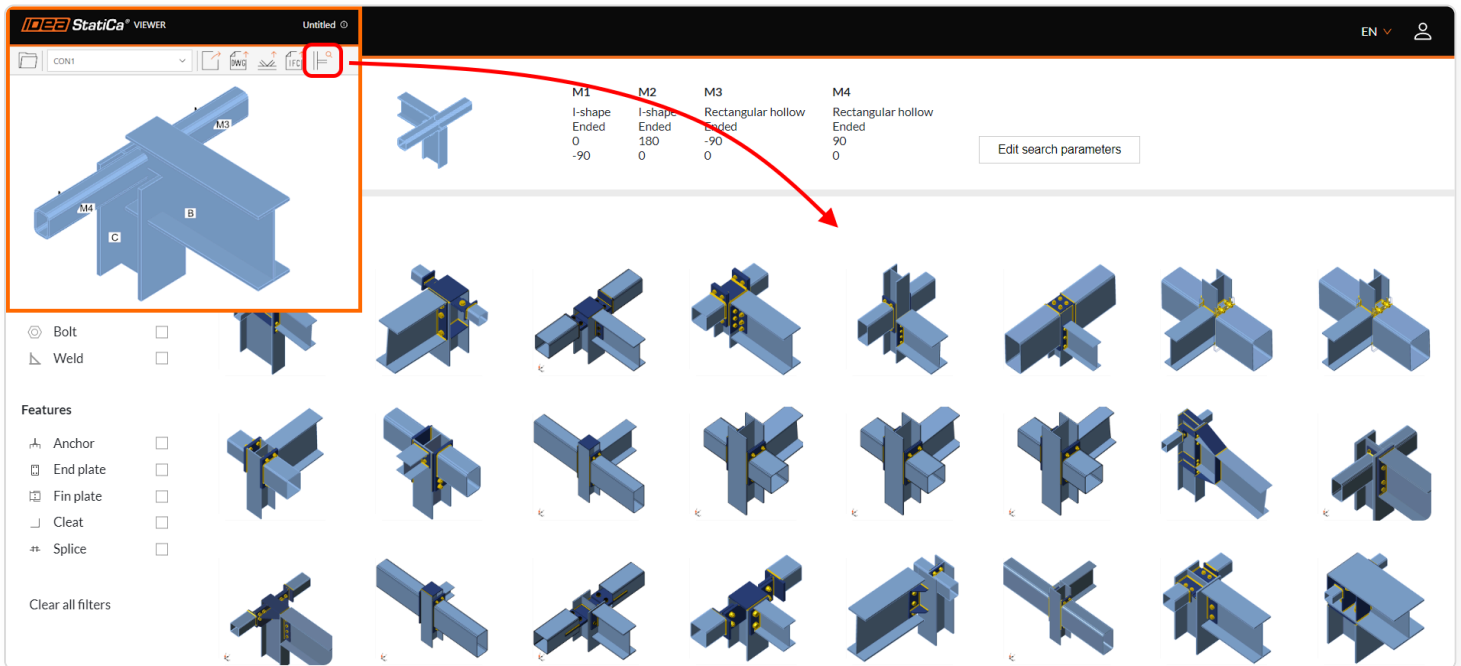 IDEA StatiCa® VIEWER
Untitled
EN
CON1
DWG
IFC
M3
M4
B
C
M1 M2 M3 M4
I-shape I-shape Rectangular hollow Rectangular hollow
Ended Ended Ended Ended
0 180 -90 90
-90 0 0 0
Edit search parameters
Bolt
Weld
Features
Anchor
End plate
Fin plate
Cleat
Splice
Clear all filters